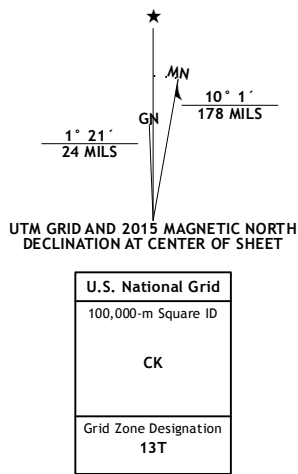 MN
GN
10° 1´
178 MILS
1° 21´
24 MILS
UTM GRID AND 2015 MAGNETIC NORTH
DECLINATION AT CENTER OF SHEET
U.S. National Grid
100,000-m Square ID
CK
Grid Zone Designation
13T